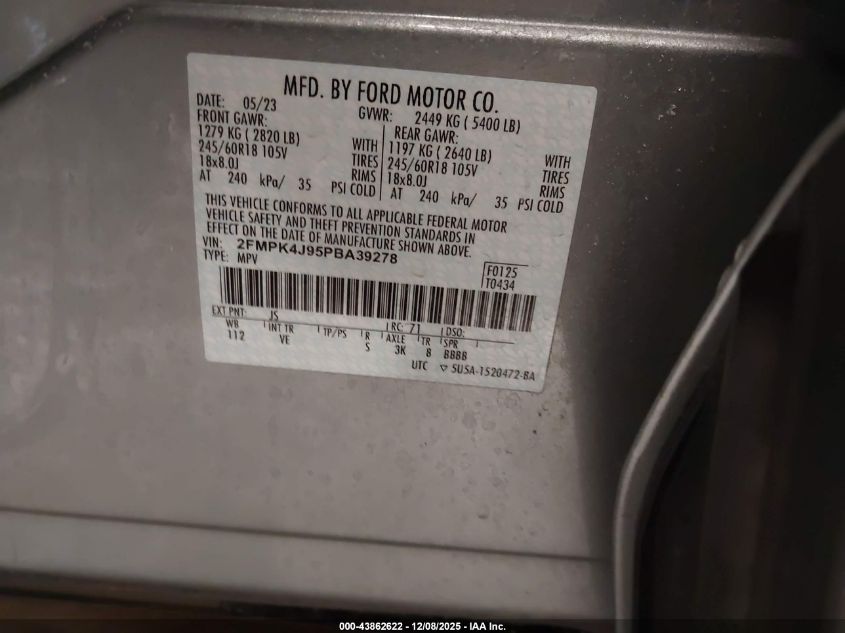 MFD. BY FORD MOTOR CO.
DATE: 05/23 GVWR: 2449 KG ( 5400 LB)
FRONT GAWR: REAR GAWR:
1279 KG ( 2820 LB) WITH 1197 KG ( 2640 LB) WITH
245/60R18 105V TIRES 245/60R18 105V TIRES
18x8.0J RIMS 18x8.0J RIMS
AT 240 kPa/ 35 PSI COLD AT 240 kPa/ 35 PSI COLD
THIS VEHICLE CONFORMS TO ALL APPLICABLE FEDERAL MOTOR
VEHICLE SAFETY AND THEFT PREVENTION STANDARDS IN
EFFECT ON THE DATE OF MANUFACTURE SHOWN ABOVE.
VIN: 2FMPK4J95PBA39278
TYPE: MPV F0125
T0434
EXT PNT: JS RC: 71 DSO:
WB INT TR TP/PS R AXLE TR SPR
112 VE S 3K 8 BBBB
UTC ▽ 5U5A-1520472-BA
000-43862622 - 12/08/2025 - IAA Inc.